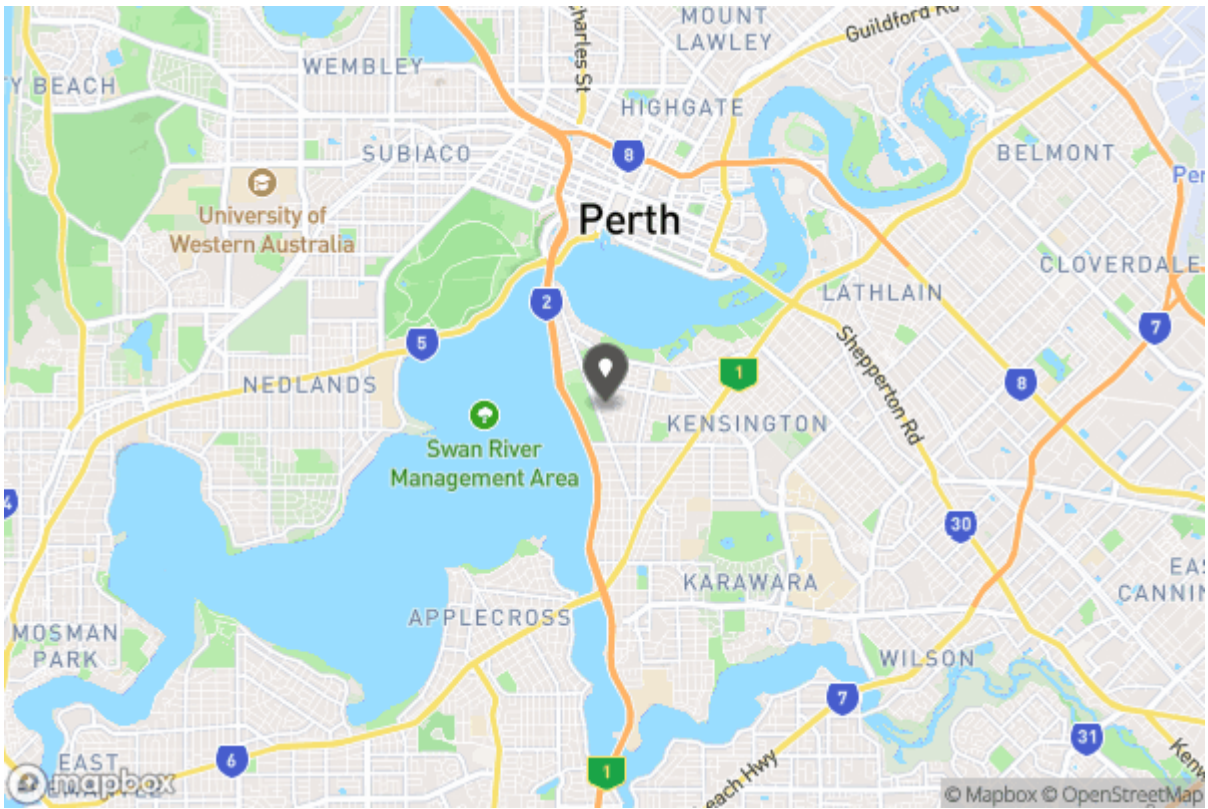 MOUNT
LAWLEY
Guildford Rd
Charles St
WEMBLEY
TY BEACH
HIGHGATE
8
SUBIACO
BELMONT
Per
University of
Western Australia
Perth
CLOVERDALE
2
LATHLAIN
7
5
Shepperton Rd
NEDLANDS
1
8
KENSINGTON
Swan River
Management Area
4
30
KARAWARA
EAS
CANNIN
APPLECROSS
MOSMAN
PARK
WILSON
7
31
6
EAST
1
Leach Hwy
Kenw
mapbox
© Mapbox © OpenStreetMap